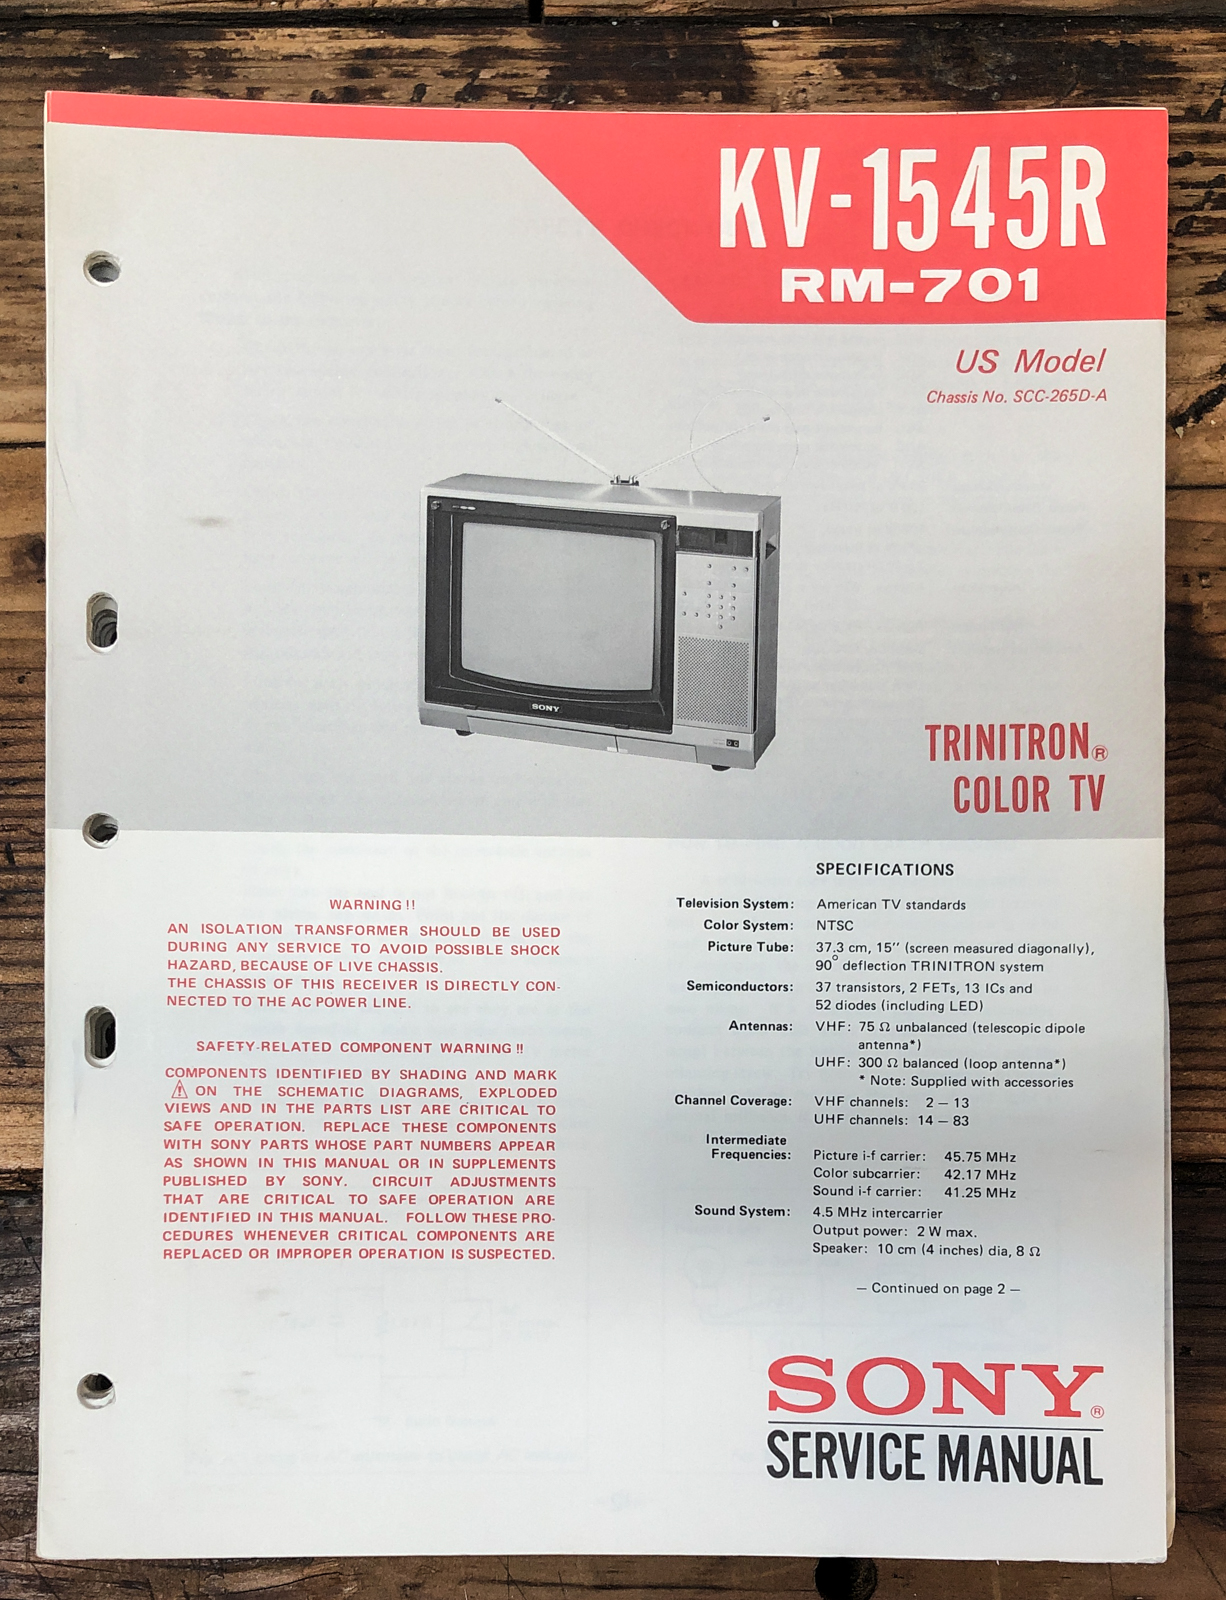 KV-1545R
RM-701
US Model
Chassis No. SCC-265D-A
SONY
TRINITRON®
COLOR TV
WARNING !!
AN ISOLATION TRANSFORMER SHOULD BE USED
DURING ANY SERVICE TO AVOID POSSIBLE SHOCK
HAZARD, BECAUSE OF LIVE CHASSIS.
THE CHASSIS OF THIS RECEIVER IS DIRECTLY CON-
NECTED TO THE AC POWER LINE.
SAFETY-RELATED COMPONENT WARNING !!
COMPONENTS IDENTIFIED BY SHADING AND MARK
⚠ ON THE SCHEMATIC DIAGRAMS, EXPLODED
VIEWS AND IN THE PARTS LIST ARE CRITICAL TO
SAFE OPERATION. REPLACE THESE COMPONENTS
WITH SONY PARTS WHOSE PART NUMBERS APPEAR
AS SHOWN IN THIS MANUAL OR IN SUPPLEMENTS
PUBLISHED BY SONY. CIRCUIT ADJUSTMENTS
THAT ARE CRITICAL TO SAFE OPERATION ARE
IDENTIFIED IN THIS MANUAL. FOLLOW THESE PRO-
CEDURES WHENEVER CRITICAL COMPONENTS ARE
REPLACED OR IMPROPER OPERATION IS SUSPECTED.
SPECIFICATIONS
Television System: American TV standards
Color System: NTSC
Picture Tube: 37.3 cm, 15'' (screen measured diagonally),
90° deflection TRINITRON system
Semiconductors: 37 transistors, 2 FETs, 13 ICs and
52 diodes (including LED)
Antennas: VHF: 75 Ω unbalanced (telescopic dipole
antenna*)
UHF: 300 Ω balanced (loop antenna*)
* Note: Supplied with accessories
Channel Coverage: VHF channels: 2 – 13
UHF channels: 14 – 83
Intermediate
Frequencies: Picture i-f carrier: 45.75 MHz
Color subcarrier: 42.17 MHz
Sound i-f carrier: 41.25 MHz
Sound System: 4.5 MHz intercarrier
Output power: 2 W max.
Speaker: 10 cm (4 inches) dia, 8 Ω
– Continued on page 2 –
SONY®
SERVICE MANUAL